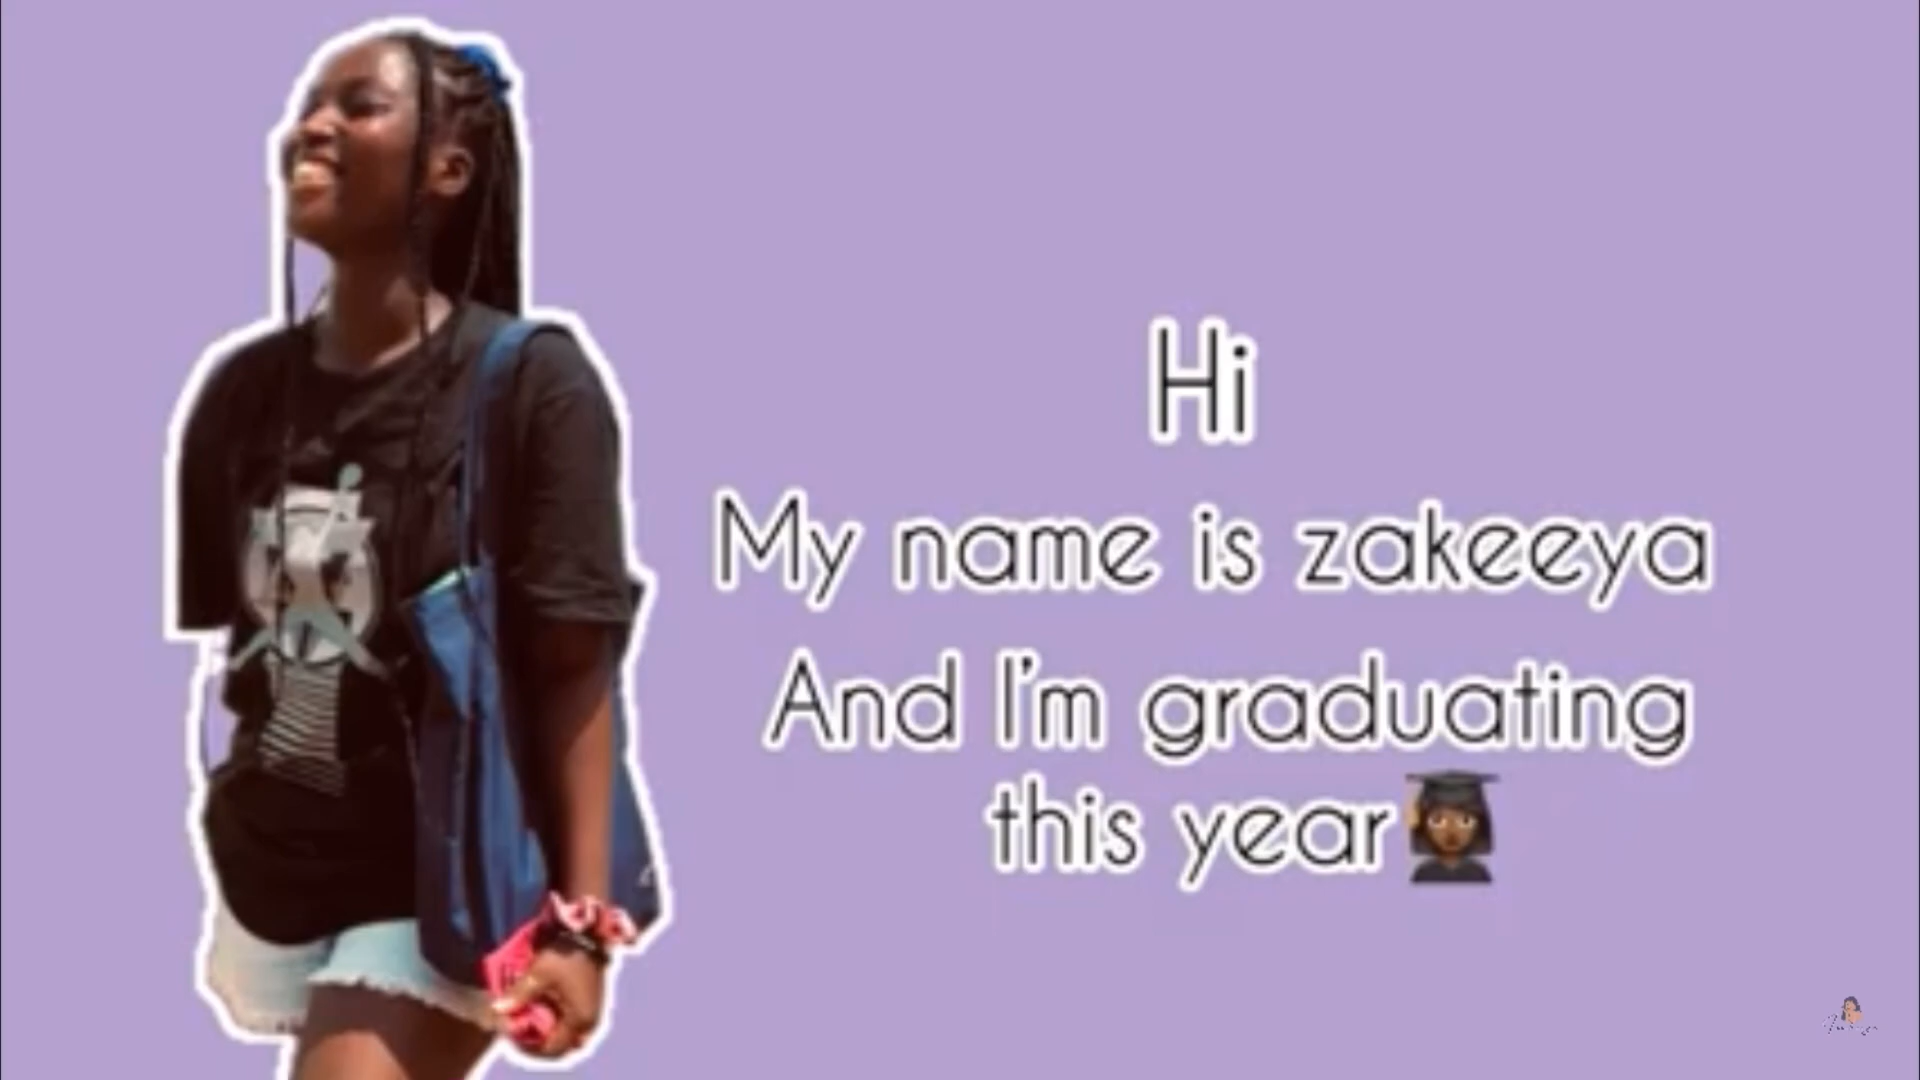 Hi
My name is zakeeya
And I'm graduating
this year👩🏾‍🎓